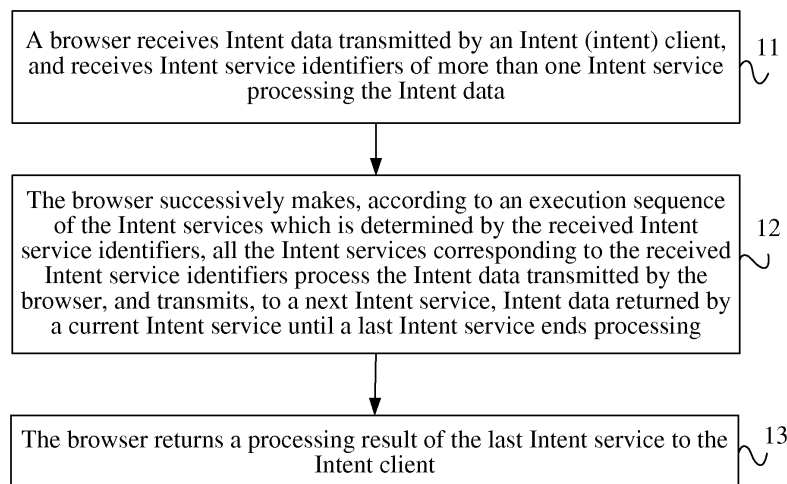 A browser receives Intent data transmitted by an Intent (intent) client,
and receives Intent service identifiers of more than one Intent service
processing the Intent data
11
The browser successively makes, according to an execution sequence
of the Intent services which is determined by the received Intent
service identifiers, all the Intent services corresponding to the received
Intent service identifiers process the Intent data transmitted by the
browser, and transmits, to a next Intent service, Intent data returned by
a current Intent service until a last Intent service ends processing
12
The browser returns a processing result of the last Intent service to the
Intent client
13